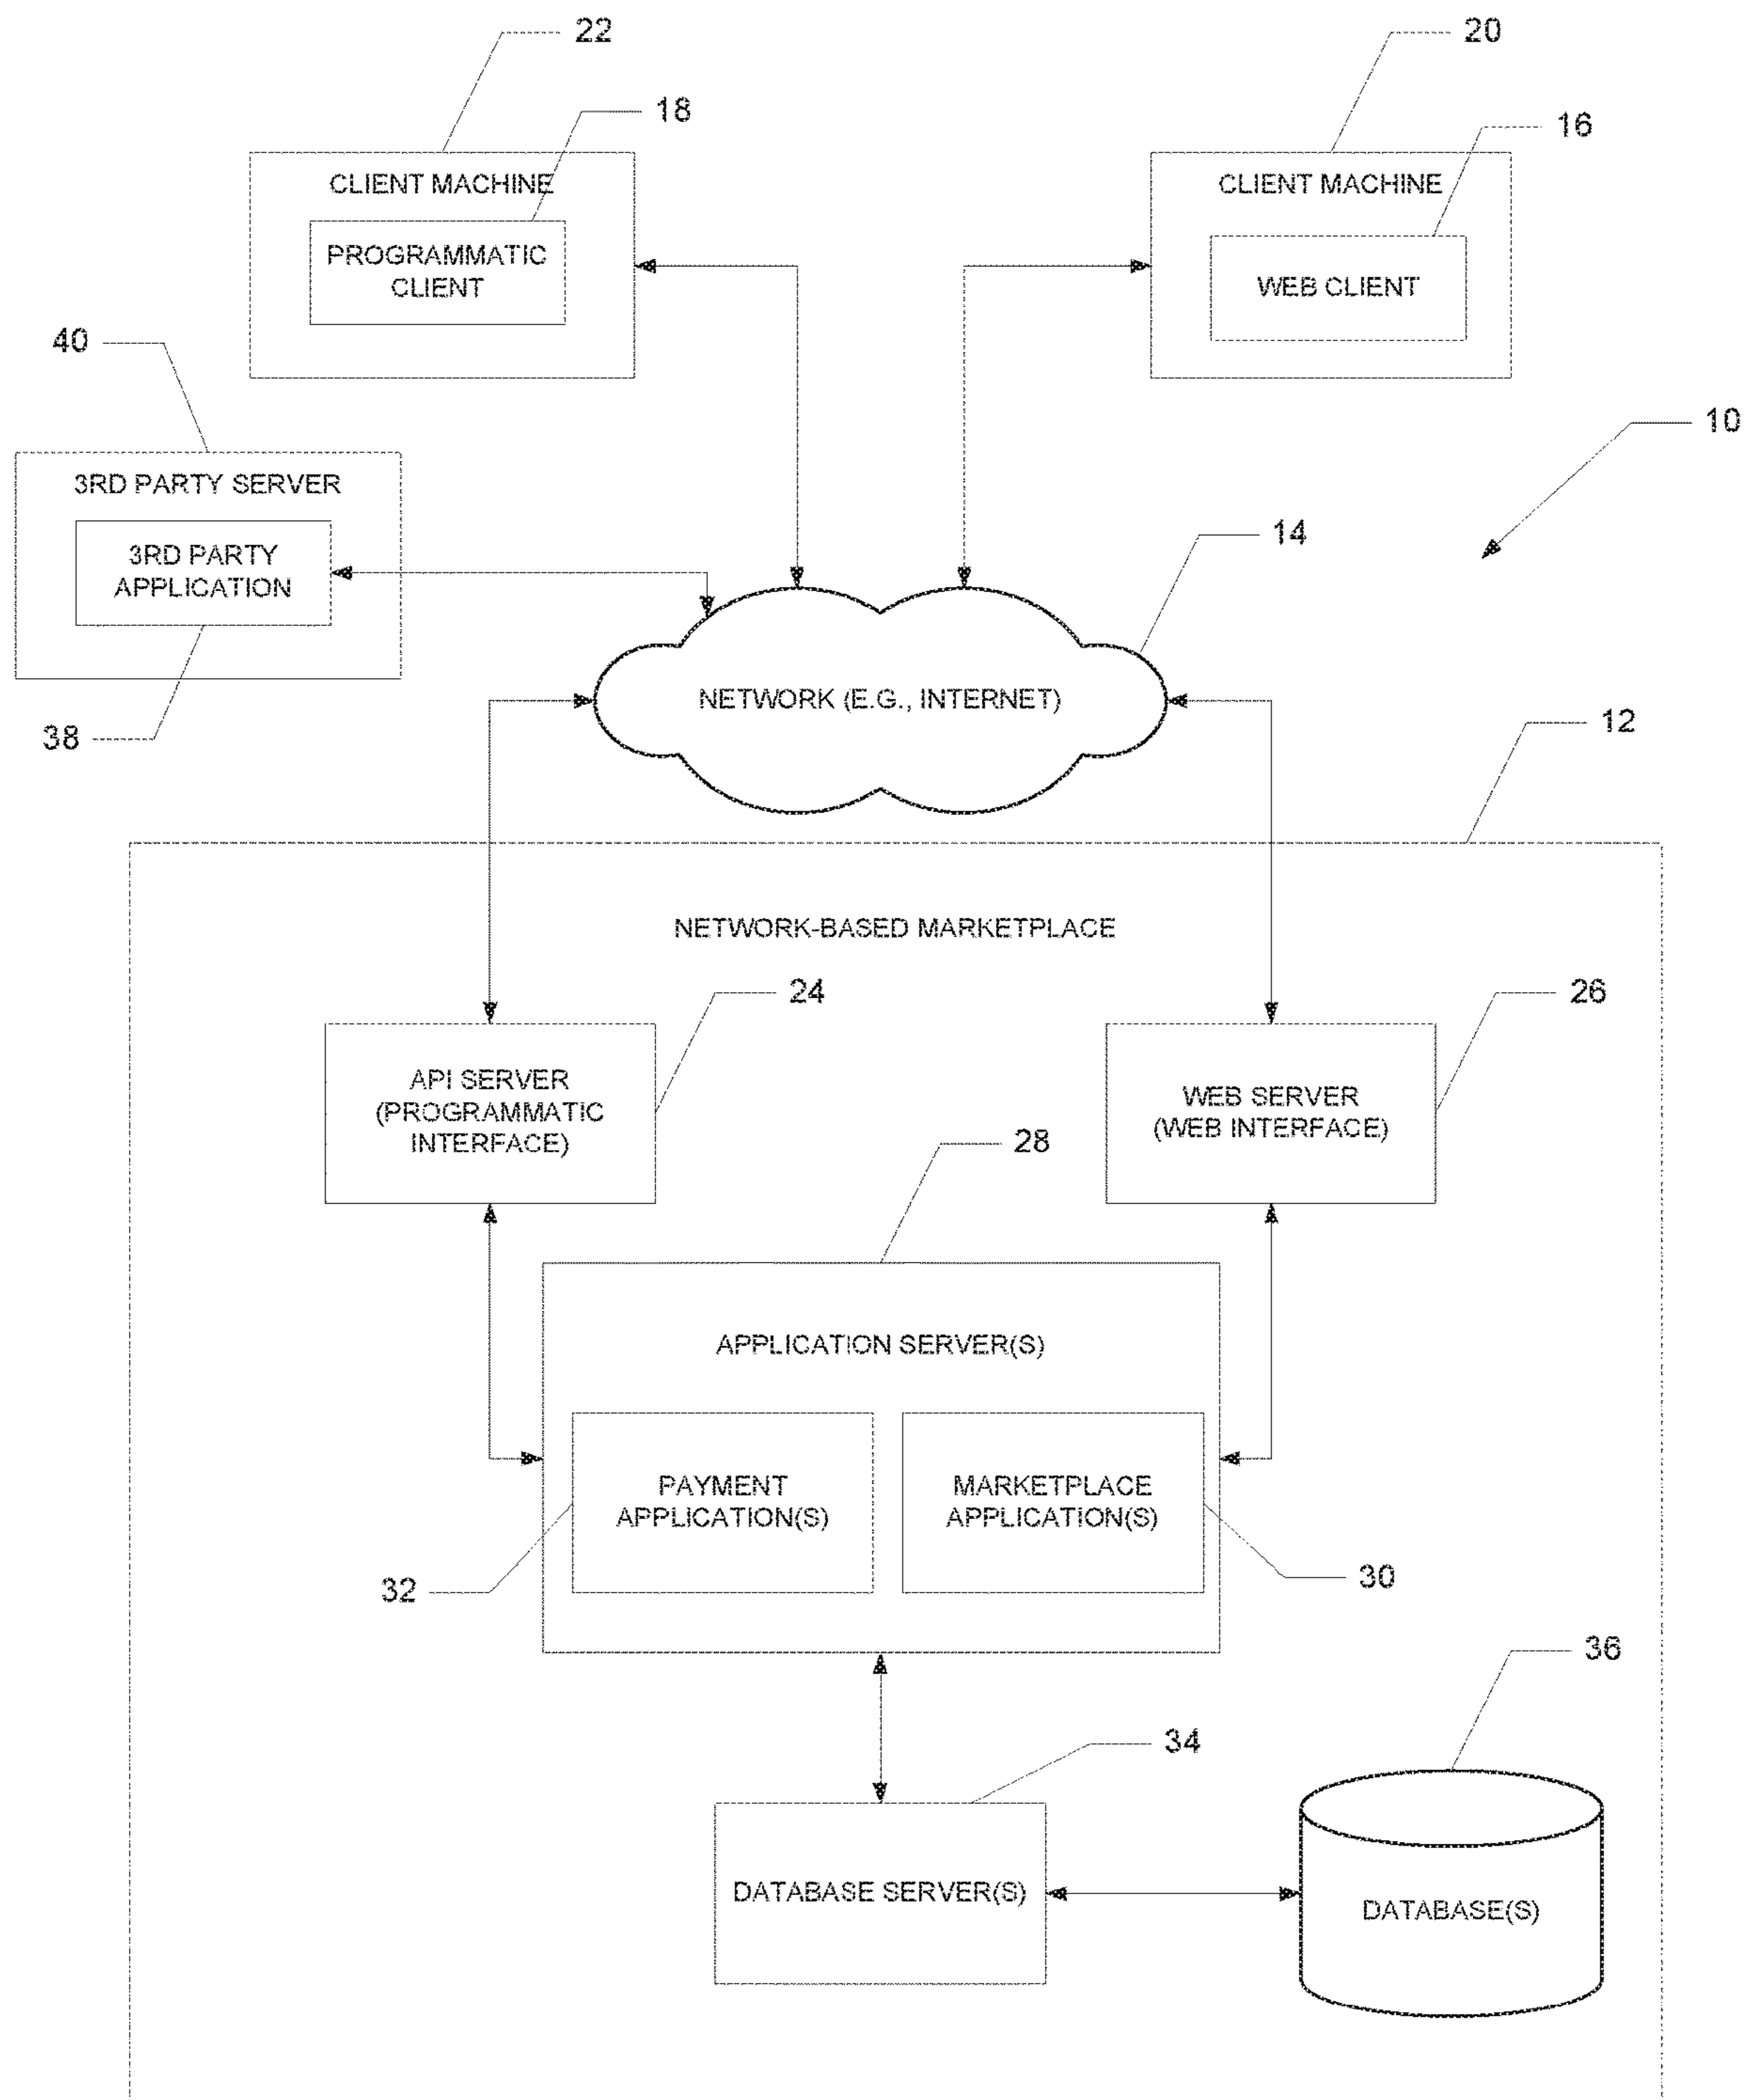 22
20
18
16
CLIENT MACHINE
CLIENT MACHINE
PROGRAMMATIC
CLIENT
WEB CLIENT
40
10
3RD PARTY SERVER
14
3RD PARTY
APPLICATION
NETWORK (E.G., INTERNET)
38
12
NETWORK-BASED MARKETPLACE
24
26
API SERVER
(PROGRAMMATIC
INTERFACE)
WEB SERVER
(WEB INTERFACE)
28
APPLICATION SERVER(S)
PAYMENT
APPLICATION(S)
MARKETPLACE
APPLICATION(S)
32
30
36
34
DATABASE SERVER(S)
DATABASE(S)